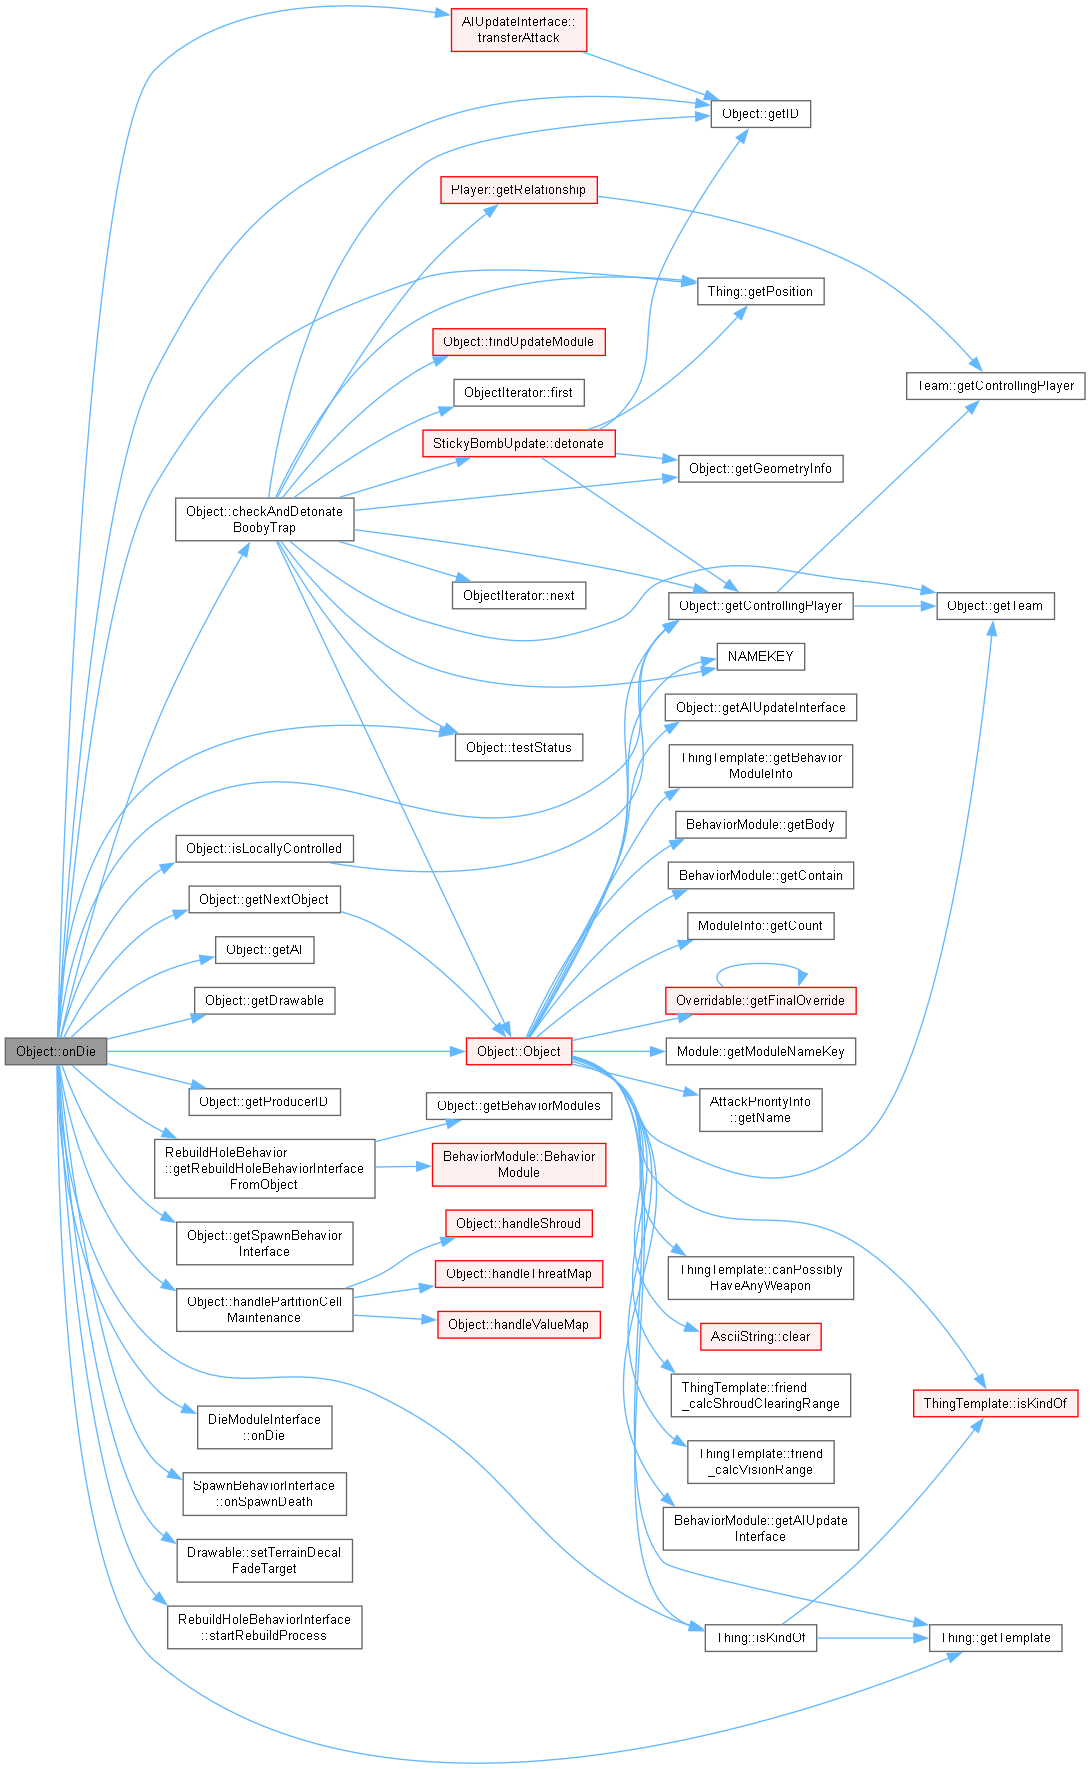 AIUpdateInterface::
transferAttack
Object::getID
Player::getRelationship
Thing::getPosition
Object::findUpdateModule
Team::getControllingPlayer
ObjectIterator::first
StickyBombUpdate::detonate
Object::getGeometryInfo
Object::checkAndDetonate
BoobyTrap
ObjectIterator::next
Object::getControllingPlayer
Object::getTeam
NAMEKEY
Object::getAIUpdateInterface
Object::testStatus
ThingTemplate::getBehavior
ModuleInfo
BehaviorModule::getBody
Object::isLocallyControlled
BehaviorModule::getContain
Object::getNextObject
ModuleInfo::getCount
Object::getAI
Object::getDrawable
Overridable::getFinalOverride
Object::onDie
Object::Object
Module::getModuleNameKey
Object::getProducerID
Object::getBehaviorModules
AttackPriorityInfo
::getName
RebuildHoleBehavior
::getRebuildHoleBehaviorInterface
FromObject
BehaviorModule::Behavior
Module
Object::handleShroud
Object::getSpawnBehavior
Interface
Object::handleThreatMap
ThingTemplate::canPossibly
HaveAnyWeapon
Object::handlePartitionCell
Maintenance
Object::handleValueMap
AsciiString::clear
ThingTemplate::friend
_calcShroudClearingRange
ThingTemplate::isKindOf
DieModuleInterface
::onDie
ThingTemplate::friend
_calcVisionRange
SpawnBehaviorInterface
::onSpawnDeath
BehaviorModule::getAIUpdate
Interface
Drawable::setTerrainDecal
FadeTarget
RebuildHoleBehaviorInterface
::startRebuildProcess
Thing::isKindOf
Thing::getTemplate